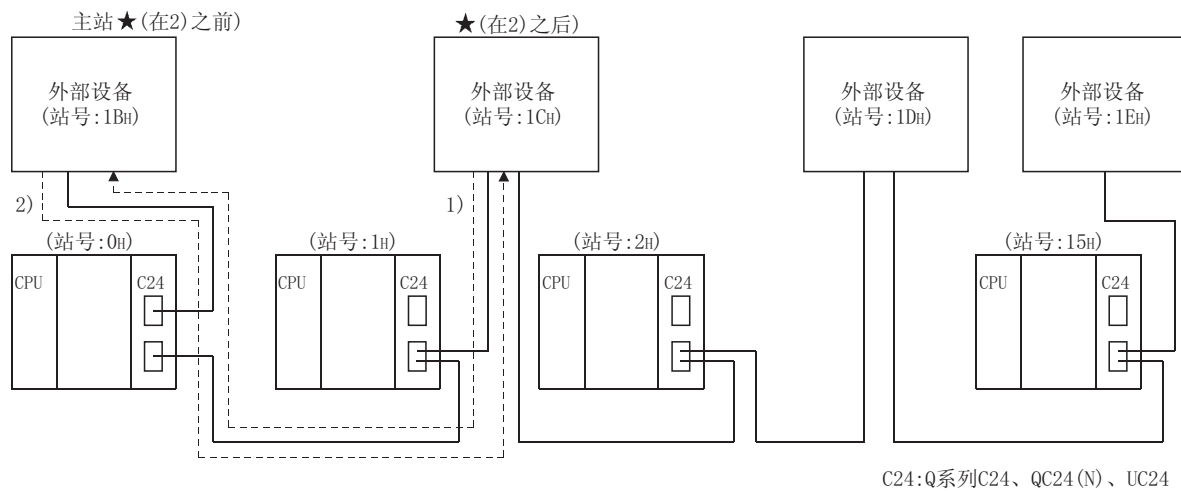 主站★(在2)之前)
★(在2)之后)
外部设备
(站号:1BH)
外部设备
(站号:1CH)
外部设备
(站号:1DH)
外部设备
(站号:1EH)
2)
1)
(站号:0H)
(站号:1H)
(站号:2H)
(站号:15H)
CPU
C24
CPU
C24
CPU
C24
CPU
C24
C24:Q系列C24、QC24(N)、UC24